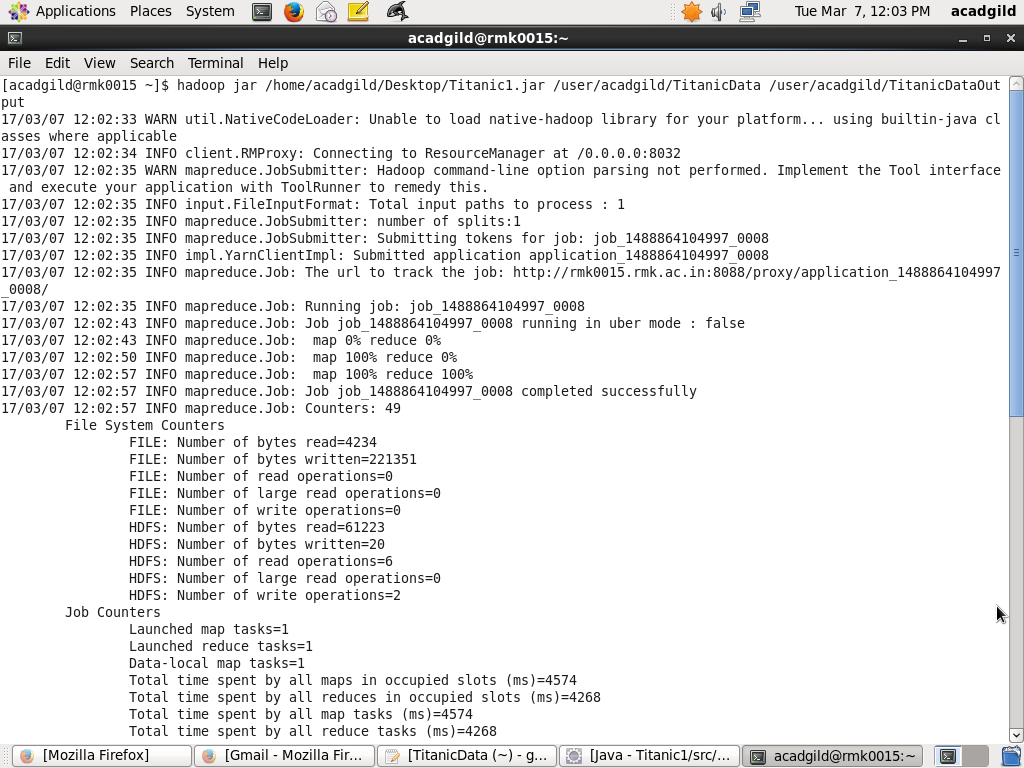 Applications Places System Tue Mar 7, 12:03 PM acadgild
acadgild@rmk0015:~
File Edit View Search Terminal Help
[acadgild@rmk0015 ~]$ hadoop jar /home/acadgild/Desktop/Titanic1.jar /user/acadgild/TitanicData /user/acadgild/TitanicDataOut
put
17/03/07 12:02:33 WARN util.NativeCodeLoader: Unable to load native-hadoop library for your platform... using builtin-java cl
asses where applicable
17/03/07 12:02:34 INFO client.RMProxy: Connecting to ResourceManager at /0.0.0.0:8032
17/03/07 12:02:35 WARN mapreduce.JobSubmitter: Hadoop command-line option parsing not performed. Implement the Tool interface
 and execute your application with ToolRunner to remedy this.
17/03/07 12:02:35 INFO input.FileInputFormat: Total input paths to process : 1
17/03/07 12:02:35 INFO mapreduce.JobSubmitter: number of splits:1
17/03/07 12:02:35 INFO mapreduce.JobSubmitter: Submitting tokens for job: job_1488864104997_0008
17/03/07 12:02:35 INFO impl.YarnClientImpl: Submitted application application_1488864104997_0008
17/03/07 12:02:35 INFO mapreduce.Job: The url to track the job: http://rmk0015.rmk.ac.in:8088/proxy/application_1488864104997
_0008/
17/03/07 12:02:35 INFO mapreduce.Job: Running job: job_1488864104997_0008
17/03/07 12:02:43 INFO mapreduce.Job: Job job_1488864104997_0008 running in uber mode : false
17/03/07 12:02:43 INFO mapreduce.Job:  map 0% reduce 0%
17/03/07 12:02:50 INFO mapreduce.Job:  map 100% reduce 0%
17/03/07 12:02:57 INFO mapreduce.Job:  map 100% reduce 100%
17/03/07 12:02:57 INFO mapreduce.Job: Job job_1488864104997_0008 completed successfully
17/03/07 12:02:57 INFO mapreduce.Job: Counters: 49
File System Counters
FILE: Number of bytes read=4234
FILE: Number of bytes written=221351
FILE: Number of read operations=0
FILE: Number of large read operations=0
FILE: Number of write operations=0
HDFS: Number of bytes read=61223
HDFS: Number of bytes written=20
HDFS: Number of read operations=6
HDFS: Number of large read operations=0
HDFS: Number of write operations=2
Job Counters
Launched map tasks=1
Launched reduce tasks=1
Data-local map tasks=1
Total time spent by all maps in occupied slots (ms)=4574
Total time spent by all reduces in occupied slots (ms)=4268
Total time spent by all map tasks (ms)=4574
Total time spent by all reduce tasks (ms)=4268
[Mozilla Firefox] [Gmail - Mozilla Fir... [TitanicData (~) - g... [Java - Titanic1/src/... acadgild@rmk0015:~